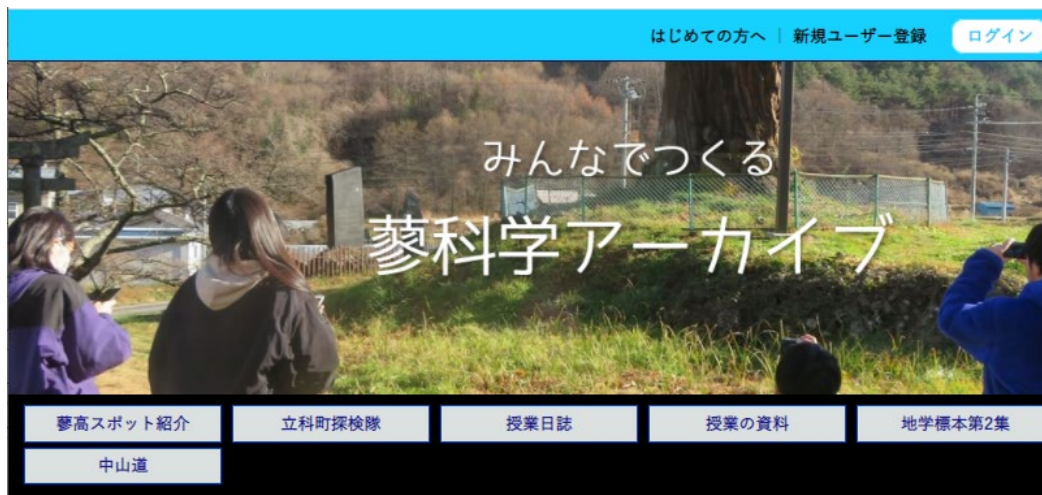 はじめての方へ | 新規ユーザー登録 ログイン
みんなでつくる
蓼科学アーカイブ
蓼高スポット紹介 立科町探検隊 授業日誌 授業の資料 地学標本第2集
中山道